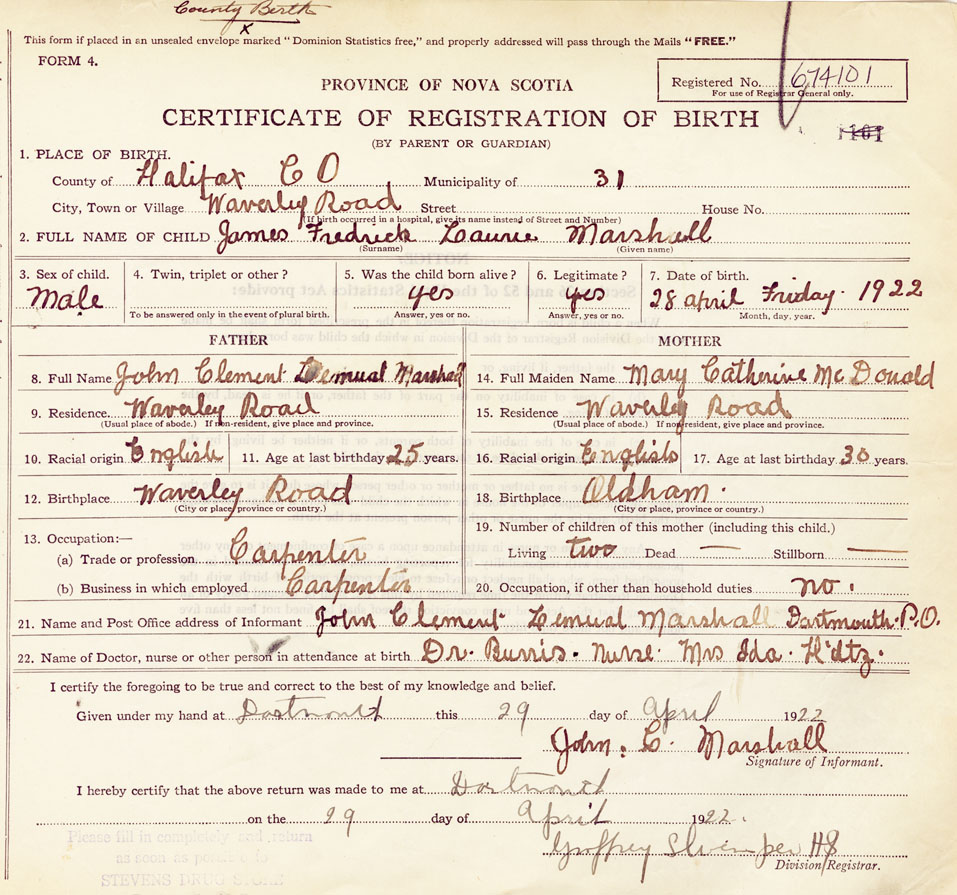 County Birth
x
This form if placed in an unsealed envelope marked "Dominion Statistics free," and properly addressed will pass through the Mails "FREE."
FORM 4.
PROVINCE OF NOVA SCOTIA
Registered No. 674101
For use of Registrar General only.
CERTIFICATE OF REGISTRATION OF BIRTH
(BY PARENT OR GUARDIAN)
1. PLACE OF BIRTH.
County of Halifax CO Municipality of 31
City, Town or Village Waverley Road Street House No.
(If birth occurred in a hospital, give its name instead of Street and Number)
2. FULL NAME OF CHILD James Fredrick Laurie Marshall
(Surname) (Given name)
3. Sex of child. 4. Twin, triplet or other? 5. Was the child born alive? 6. Legitimate? 7. Date of birth.
Male yes yes 28 april Friday. 1922
To be answered only in the event of plural birth. Answer, yes or no. Answer, yes or no. Month, day, year.
FATHER MOTHER
8. Full Name John Clement Lemual Marshall 14. Full Maiden Name Mary Catherine McDonald
9. Residence. Waverley Road 15. Residence Waverley Road
(Usual place of abode.) If non-resident, give place and province. (Usual place of abode.) If non-resident, give place and province.
10. Racial origin English 11. Age at last birthday 25 years. 16. Racial origin English 17. Age at last birthday 30 years.
12. Birthplace Waverley Road 18. Birthplace Oldham.
(City or place, province or country.) (City or place, province or country.)
13. Occupation:— 19. Number of children of this mother (including this child.)
(a) Trade or profession Carpenter Living two Dead — Stillborn —
(b) Business in which employed Carpenter 20. Occupation, if other than household duties no.
21. Name and Post Office address of Informant John Clement Lemual Marshall Dartmouth. P.O.
22. Name of Doctor, nurse or other person in attendance at birth Dr. Burris. Nurse. Mrs Ida. Hiltz.
I certify the foregoing to be true and correct to the best of my knowledge and belief.
Given under my hand at Dartmouth this 29 day of April 1922
John. C. Marshall
Signature of Informant.
I hereby certify that the above return was made to me at Dartmouth
on the 29 day of April 1922.
Division Registrar.
Please fill in completely and return
as soon as possible to
STEVENS DRUG STORE